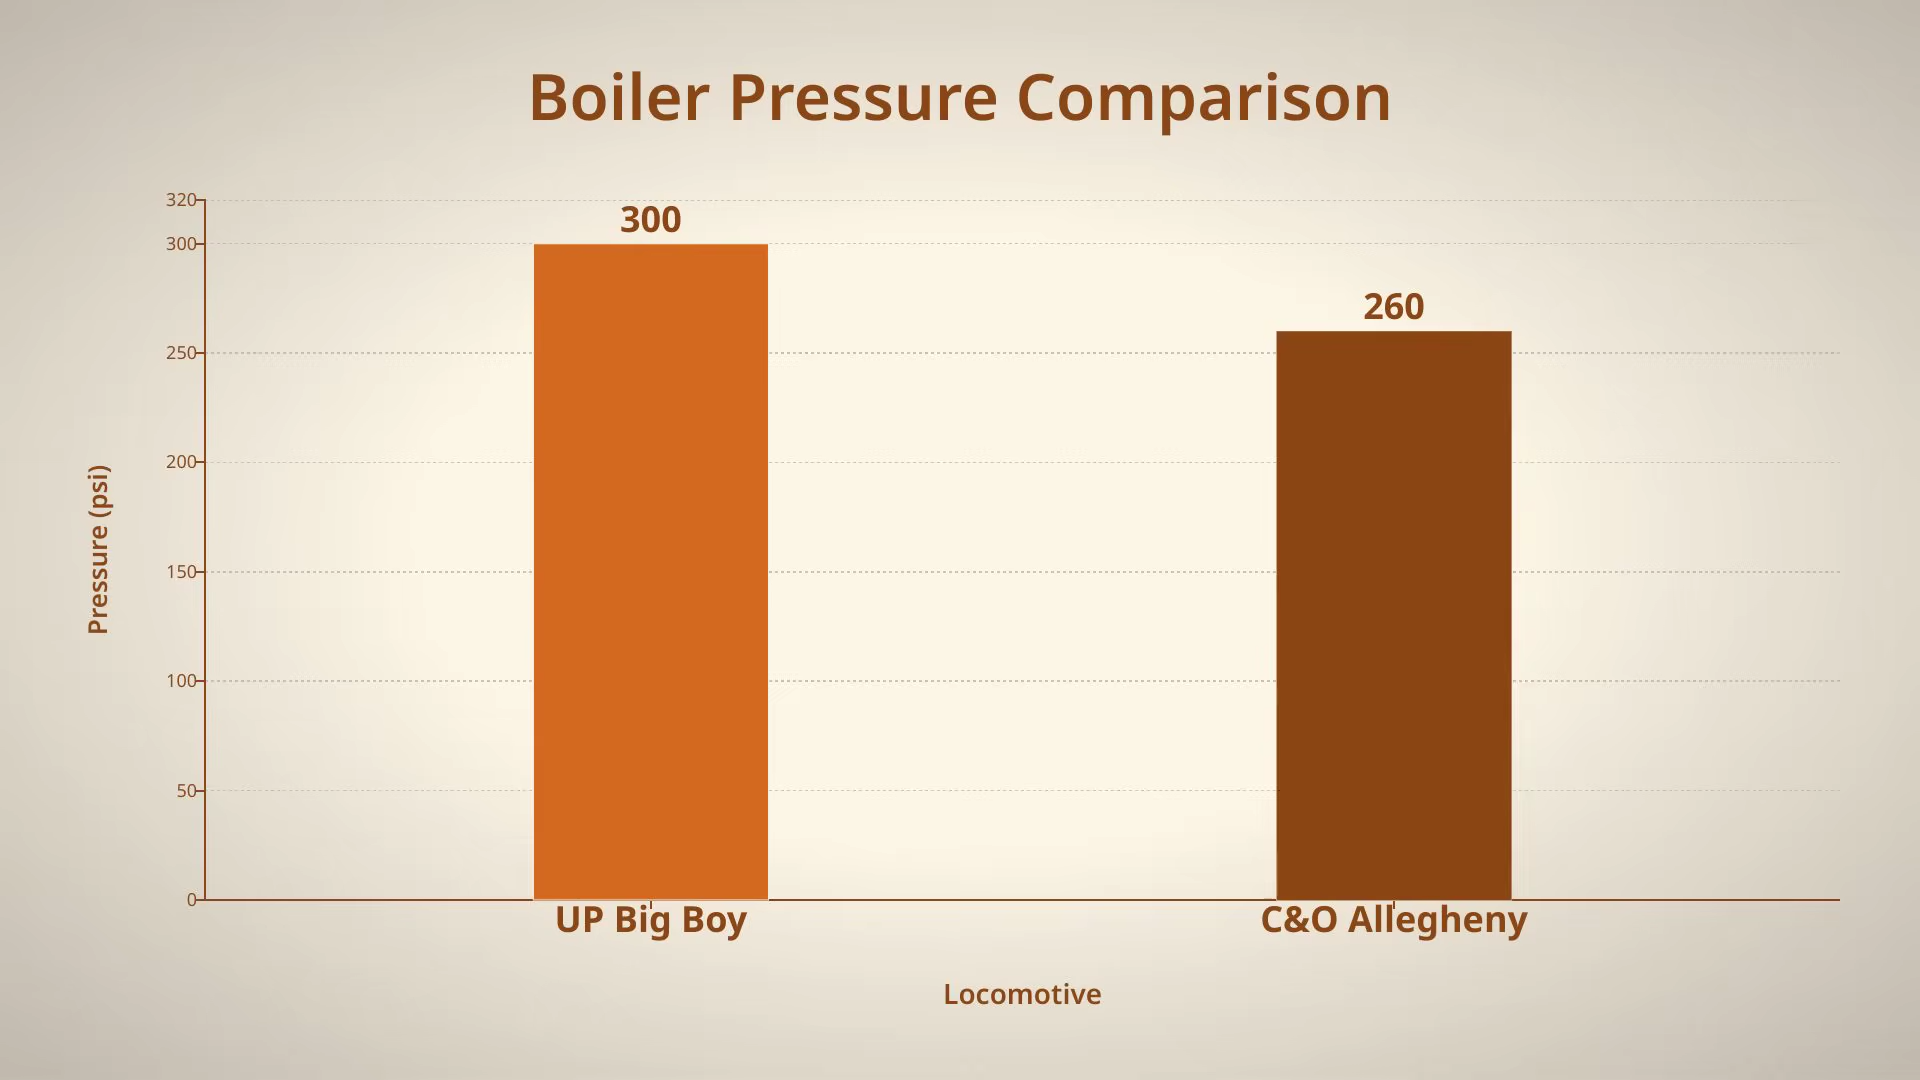 Boiler Pressure Comparison
320
300
300
260
250
200
150
100
50
0
Pressure (psi)
UP Big Boy
C&O Allegheny
Locomotive